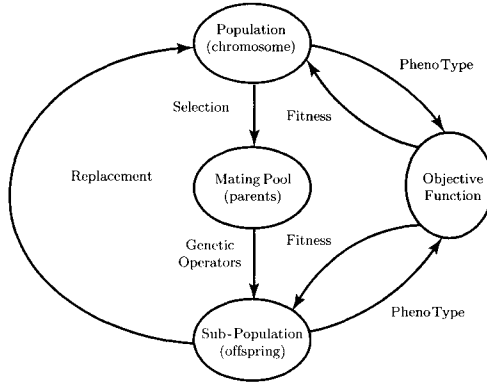 Population
(chromosome)
PhenoType
Selection
Fitness
Replacement
Mating Pool
(parents)
Objective
Function
Genetic
Operators
Fitness
PhenoType
Sub-Population
(offspring)